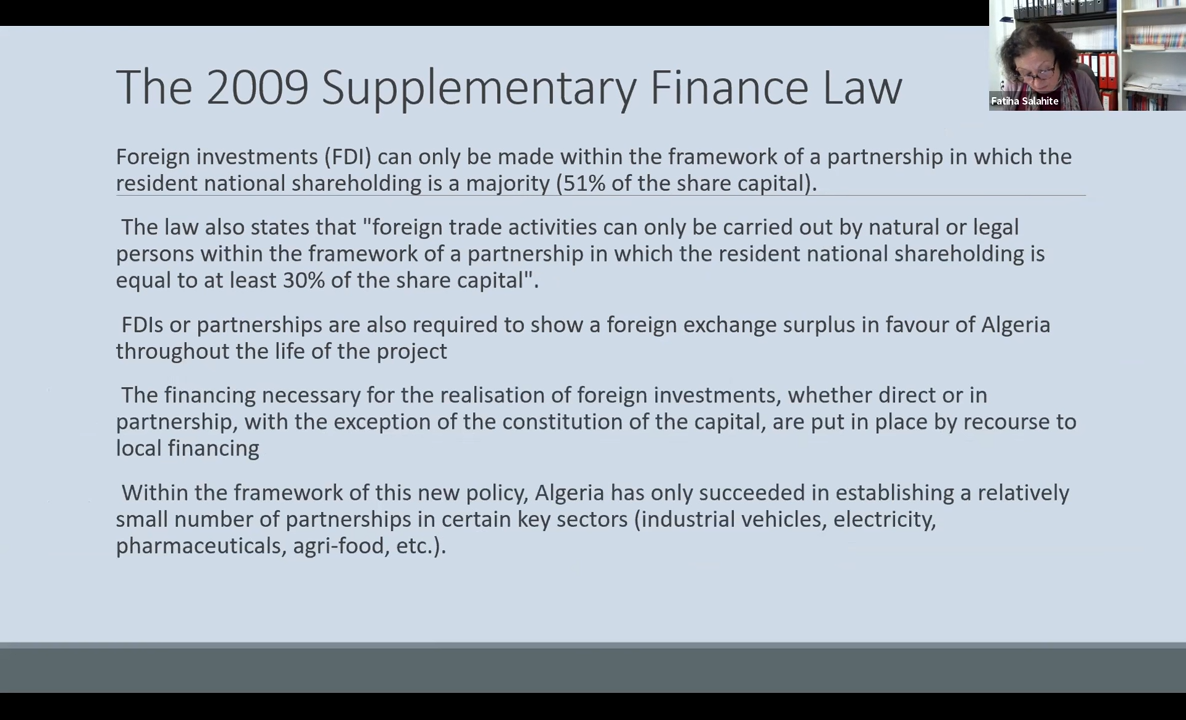 The 2009 Supplementary Finance Law
Fatiha Salahite
Foreign investments (FDI) can only be made within the framework of a partnership in which the
resident national shareholding is a majority (51% of the share capital).
The law also states that "foreign trade activities can only be carried out by natural or legal
persons within the framework of a partnership in which the resident national shareholding is
equal to at least 30% of the share capital".
FDIs or partnerships are also required to show a foreign exchange surplus in favour of Algeria
throughout the life of the project
The financing necessary for the realisation of foreign investments, whether direct or in
partnership, with the exception of the constitution of the capital, are put in place by recourse to
local financing
Within the framework of this new policy, Algeria has only succeeded in establishing a relatively
small number of partnerships in certain key sectors (industrial vehicles, electricity,
pharmaceuticals, agri-food, etc.).